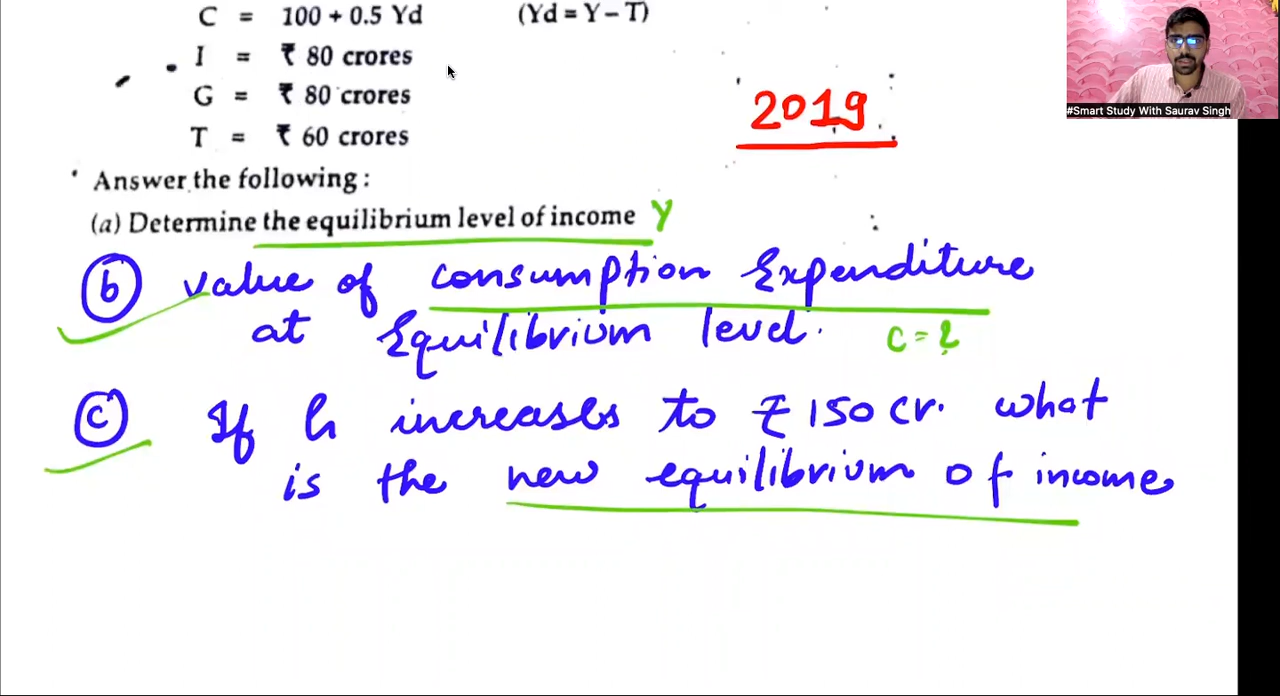 C = 100 + 0.5 Yd (Yd = Y – T)
I = ₹ 80 crores
G = ₹ 80 crores
T = ₹ 60 crores
#Smart Study With Saurav Singh
2019
Answer the following :
(a) Determine the equilibrium level of income Y
(b) value of consumption Expenditure
at Equilibrium level. C = ?
(c) If G increases to ₹ 150 cr. what
is the new equilibrium of income